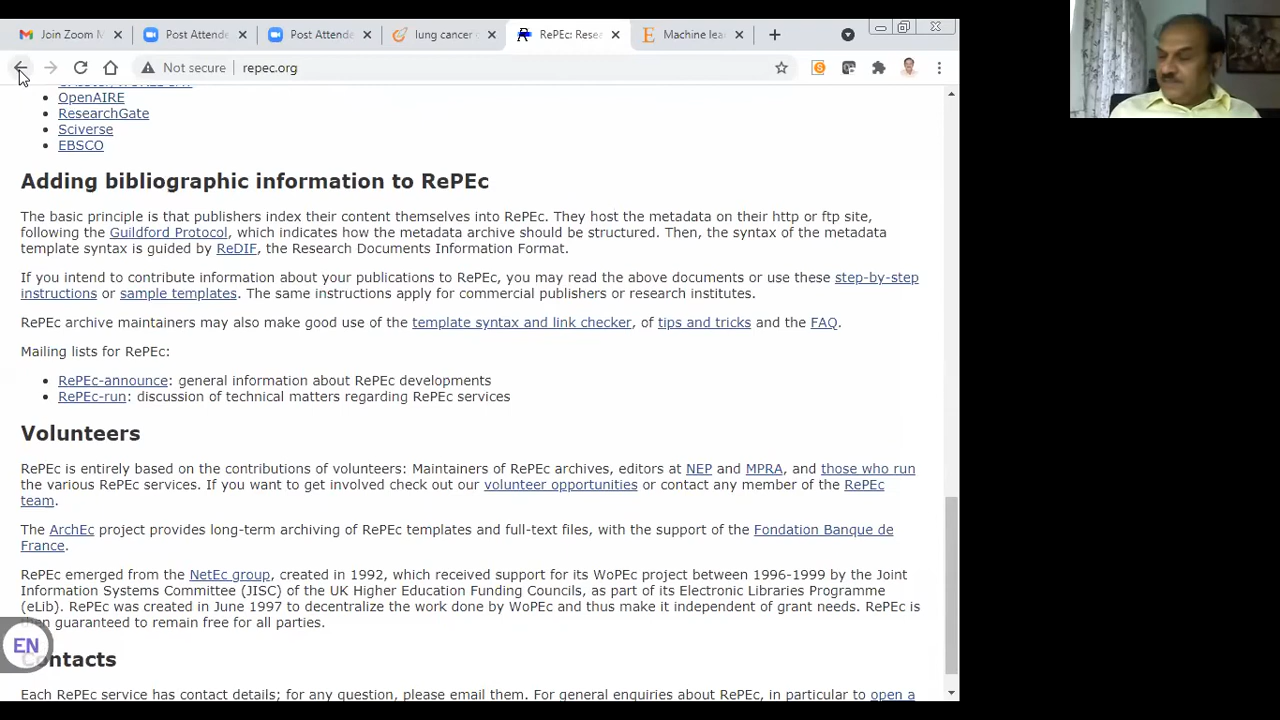 Join Zoom M
Post Attende
Post Attende
lung cancer
RePEc: Resea
Machine lea
Not secure
repec.org
OpenAIRE
ResearchGate
Sciverse
EBSCO
Adding bibliographic information to RePEc
The basic principle is that publishers index their content themselves into RePEc. They host the metadata on their http or ftp site,
following the Guildford Protocol, which indicates how the metadata archive should be structured. Then, the syntax of the metadata
template syntax is guided by ReDIF, the Research Documents Information Format.
If you intend to contribute information about your publications to RePEc, you may read the above documents or use these step-by-step
instructions or sample templates. The same instructions apply for commercial publishers or research institutes.
RePEc archive maintainers may also make good use of the template syntax and link checker, of tips and tricks and the FAQ.
Mailing lists for RePEc:
RePEc-announce: general information about RePEc developments
RePEc-run: discussion of technical matters regarding RePEc services
Volunteers
RePEc is entirely based on the contributions of volunteers: Maintainers of RePEc archives, editors at NEP and MPRA, and those who run
the various RePEc services. If you want to get involved check out our volunteer opportunities or contact any member of the RePEc
team.
The ArchEc project provides long-term archiving of RePEc templates and full-text files, with the support of the Fondation Banque de
France.
RePEc emerged from the NetEc group, created in 1992, which received support for its WoPEc project between 1996-1999 by the Joint
Information Systems Committee (JISC) of the UK Higher Education Funding Councils, as part of its Electronic Libraries Programme
(eLib). RePEc was created in June 1997 to decentralize the work done by WoPEc and thus make it independent of grant needs. RePEc is
guaranteed to remain free for all parties.
EN
Contacts
Each RePEc service has contact details; for any question, please email them. For general enquiries about RePEc, in particular to open a